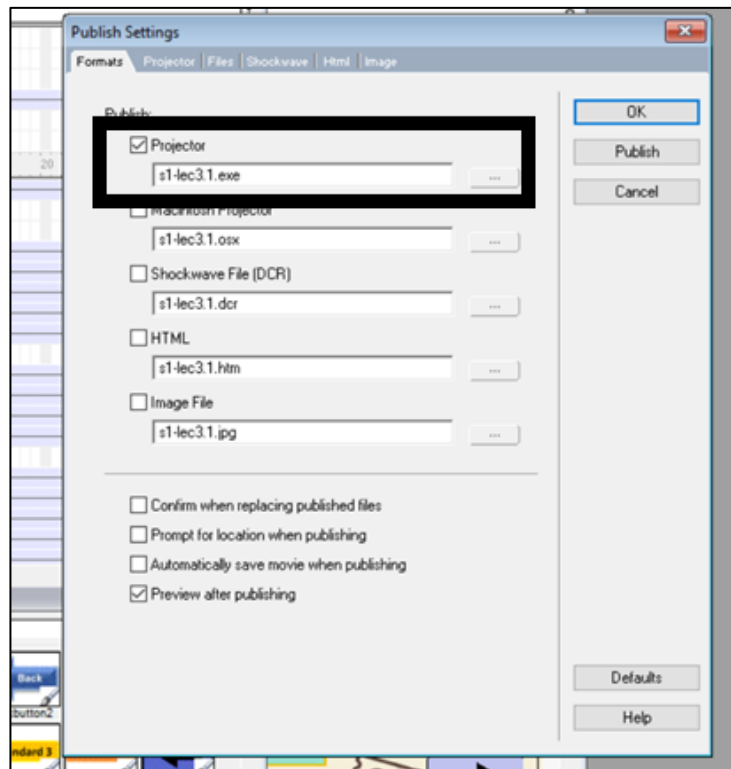 Publish Settings
Formats Projector Files Shockwave Html Image
Publish:
Projector
s1-lec3.1.exe
...
Macintosh Projector
s1-lec3.1.osx
...
Shockwave File (DCR)
s1-lec3.1.dcr
...
HTML
s1-lec3.1.htm
...
Image File
s1-lec3.1.jpg
...
Confirm when replacing published files
Prompt for location when publishing
Automatically save movie when publishing
Preview after publishing
OK
Publish
Cancel
Defaults
Help
20
Back
button2
ndard 3